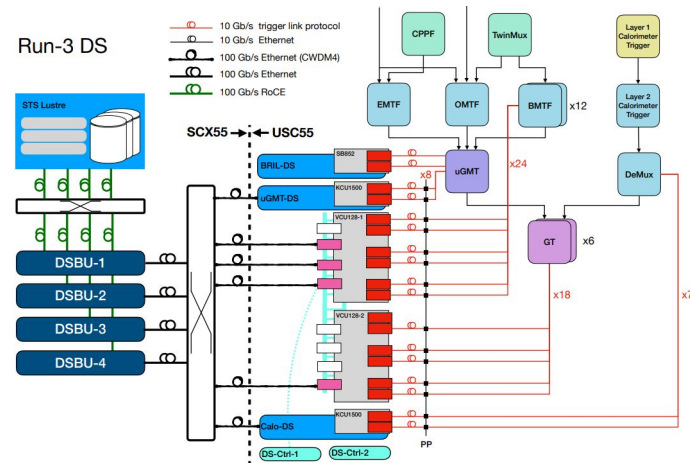 Run-3 DS
10 Gb/s trigger link protocol
10 Gb/s Ethernet
100 Gb/s Ethernet (CWDM4)
100 Gb/s Ethernet
100 Gb/s RoCE
CPPF
TwinMux
Layer 1
Calorimeter
Trigger
EMTF
OMTF
BMTF
x12
Layer 2
Calorimeter
Trigger
STS Lustre
SCX55
USC55
BRIL-DS
SB852
uGMT-DS
KCU1500
x8
uGMT
x24
DeMux
VCU128-1
GT
x6
DSBU-1
DSBU-2
DSBU-3
DSBU-4
x18
x7
VCU128-2
Calo-DS
KCU1500
PP
DS-Ctrl-1
DS-Ctrl-2